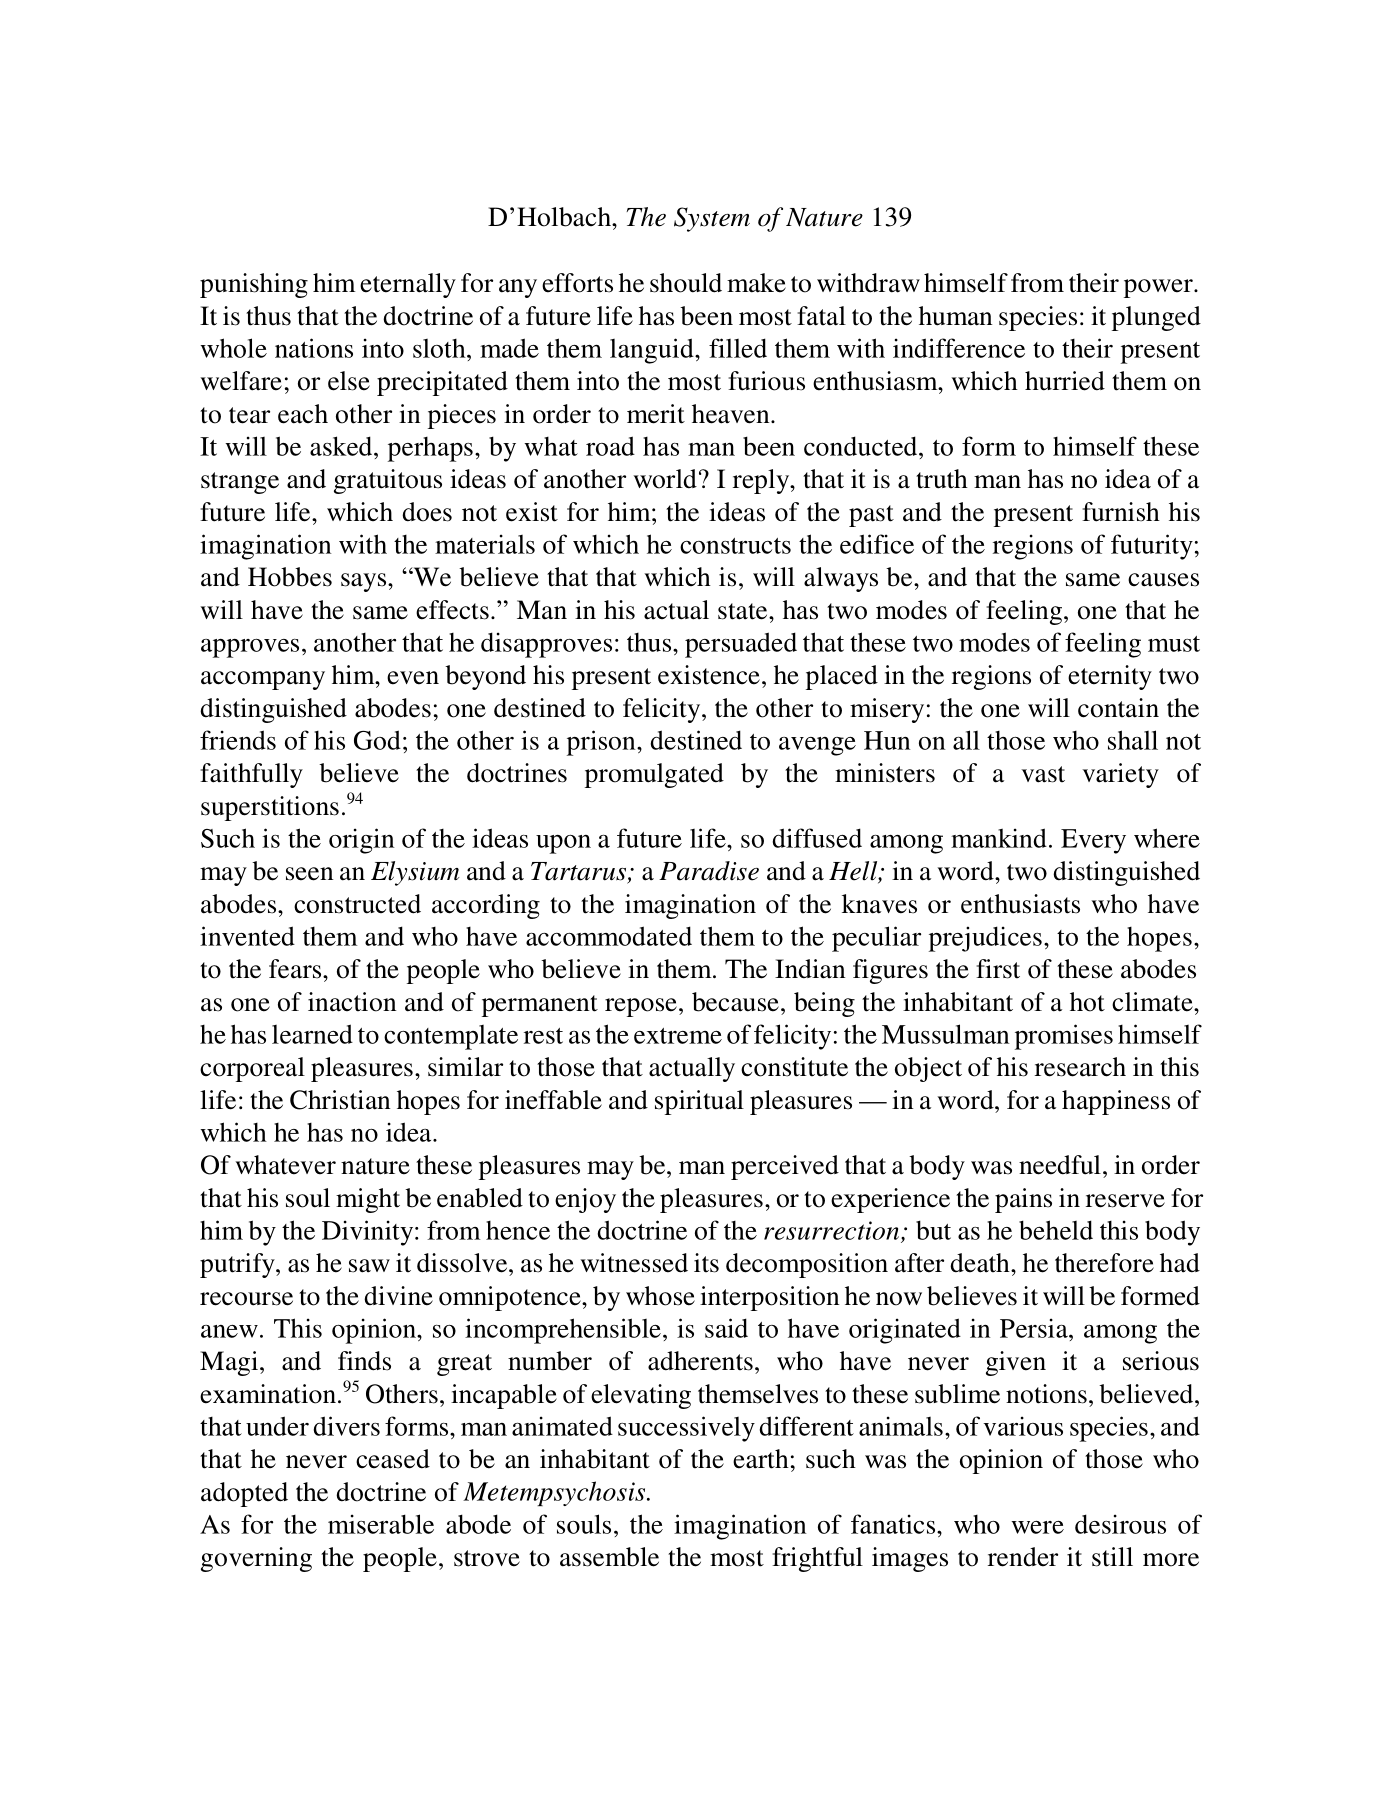 D’Holbach, The System of Nature 139
punishing him eternally for any efforts he should make to withdraw himself from their power.
It is thus that the doctrine of a future life has been most fatal to the human species: it plunged
whole nations into sloth, made them languid, filled them with indifference to their present
welfare; or else precipitated them into the most furious enthusiasm, which hurried them on
to tear each other in pieces in order to merit heaven.
It will be asked, perhaps, by what road has man been conducted, to form to himself these
strange and gratuitous ideas of another world? I reply, that it is a truth man has no idea of a
future life, which does not exist for him; the ideas of the past and the present furnish his
imagination with the materials of which he constructs the edifice of the regions of futurity;
and Hobbes says, “We believe that that which is, will always be, and that the same causes
will have the same effects.” Man in his actual state, has two modes of feeling, one that he
approves, another that he disapproves: thus, persuaded that these two modes of feeling must
accompany him, even beyond his present existence, he placed in the regions of eternity two
distinguished abodes; one destined to felicity, the other to misery: the one will contain the
friends of his God; the other is a prison, destined to avenge Hun on all those who shall not
faithfully believe the doctrines promulgated by the ministers of a vast variety of
superstitions.94
Such is the origin of the ideas upon a future life, so diffused among mankind. Every where
may be seen an Elysium and a Tartarus; a Paradise and a Hell; in a word, two distinguished
abodes, constructed according to the imagination of the knaves or enthusiasts who have
invented them and who have accommodated them to the peculiar prejudices, to the hopes,
to the fears, of the people who believe in them. The Indian figures the first of these abodes
as one of inaction and of permanent repose, because, being the inhabitant of a hot climate,
he has learned to contemplate rest as the extreme of felicity: the Mussulman promises himself
corporeal pleasures, similar to those that actually constitute the object of his research in this
life: the Christian hopes for ineffable and spiritual pleasures — in a word, for a happiness of
which he has no idea.
Of whatever nature these pleasures may be, man perceived that a body was needful, in order
that his soul might be enabled to enjoy the pleasures, or to experience the pains in reserve for
him by the Divinity: from hence the doctrine of the resurrection; but as he beheld this body
putrify, as he saw it dissolve, as he witnessed its decomposition after death, he therefore had
recourse to the divine omnipotence, by whose interposition he now believes it will be formed
anew. This opinion, so incomprehensible, is said to have originated in Persia, among the
Magi, and finds a great number of adherents, who have never given it a serious
examination.95 Others, incapable of elevating themselves to these sublime notions, believed,
that under divers forms, man animated successively different animals, of various species, and
that he never ceased to be an inhabitant of the earth; such was the opinion of those who
adopted the doctrine of Metempsychosis.
As for the miserable abode of souls, the imagination of fanatics, who were desirous of
governing the people, strove to assemble the most frightful images to render it still more